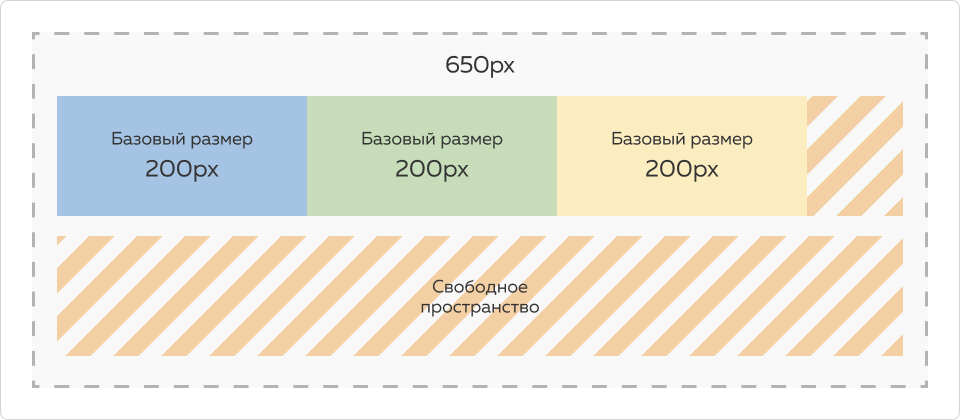 650px
Базовый размер
200px
Базовый размер
200px
Базовый размер
200px
Свободное
пространство